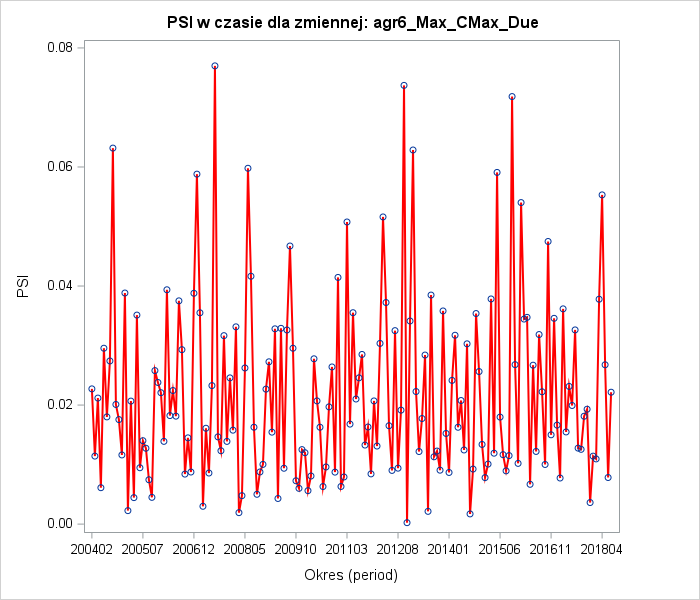 PSI w czasie dla zmiennej: agr6_Max_CMax_Due
0.08
0.06
0.04
0.02
0.00
PSI
200402 200507 200612 200805 200910 201103 201208 201401 201506 201611 201804
Okres (period)